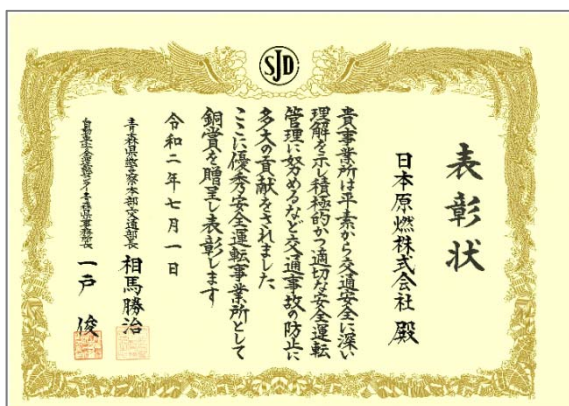 SJD
表彰状
日本原燃株式会社 殿
貴事業所は平素から交通安全に深い
理解を示し積極的かつ適切な安全運転
管理に努めるなど交通事故の防止に
多大の貢献をされました
ここに優秀安全運転事業所として
銅賞を贈呈し表彰します
令和二年七月一日
青森県警察本部交通部長 相馬勝治
自動車安全運転センター青森県事務所長 一戸 俊